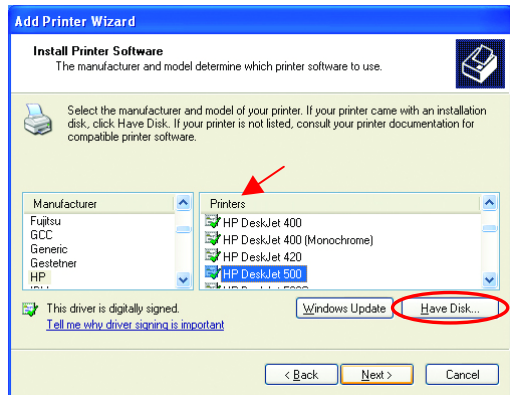 Add Printer Wizard
Install Printer Software
The manufacturer and model determine which printer software to use.
Select the manufacturer and model of your printer. If your printer came with an installation
disk, click Have Disk. If your printer is not listed, consult your printer documentation for
compatible printer software.
Manufacturer
Fujitsu
GCC
Generic
Gestetner
HP
Printers
HP DeskJet 400
HP DeskJet 400 (Monochrome)
HP DeskJet 420
HP DeskJet 500
This driver is digitally signed.
Tell me why driver signing is important
Windows Update
Have Disk...
< Back
Next >
Cancel